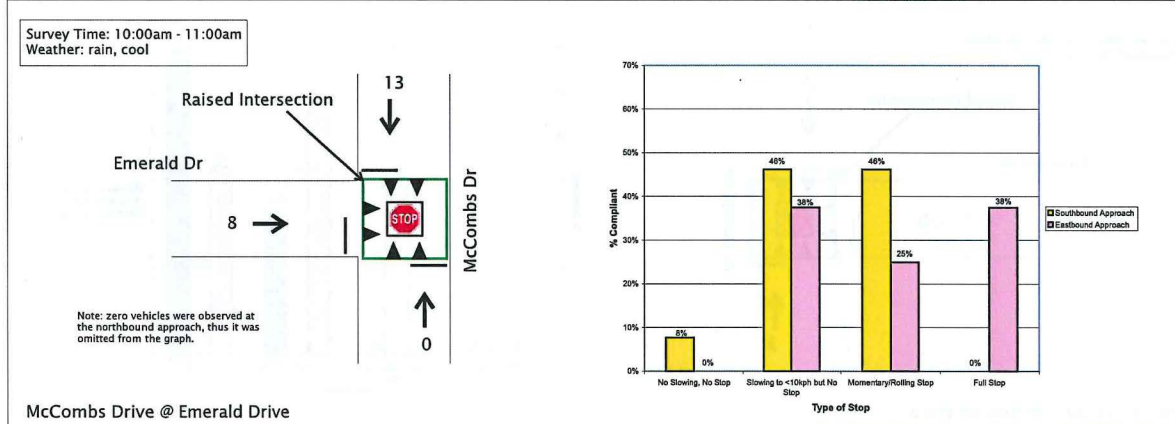 Survey Time: 10:00am - 11:00am
Weather: rain, cool
Raised Intersection
13
Emerald Dr
8
STOP
McCombs Dr
0
Note: zero vehicles were observed at
the northbound approach, thus it was
omitted from the graph.
McCombs Drive @ Emerald Drive
% Compliant
70%
60%
50%
40%
30%
20%
10%
0%
8%
0%
46%
38%
46%
25%
0%
38%
No Slowing, No Stop
Slowing to <10kph but No
Stop
Momentary/Rolling Stop
Full Stop
Type of Stop
Southbound Approach
Eastbound Approach